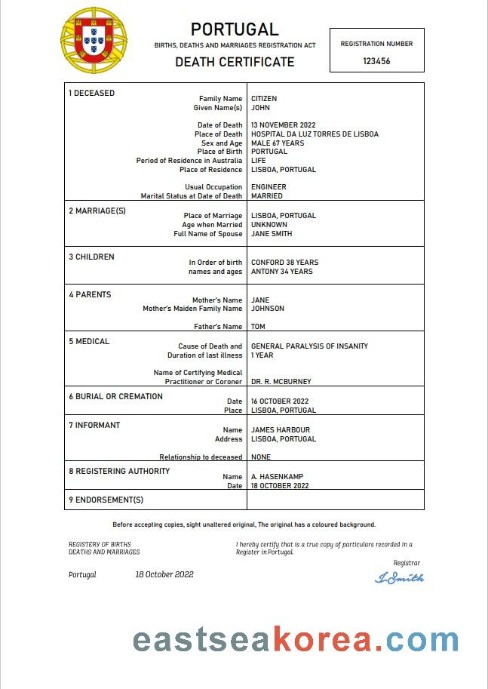 PORTUGAL
BIRTHS, DEATHS AND MARRIAGES REGISTRATION ACT
DEATH CERTIFICATE
REGISTRATION NUMBER
123456
1 DECEASED
Family Name CITIZEN
Given Name(s) JOHN
Date of Death 13 NOVEMBER 2022
Place of Death HOSPITAL DA LUZ TORRES DE LISBOA
Sex and Age MALE 67 YEARS
Place of Birth PORTUGAL
Period of Residence in Australia LIFE
Place of Residence LISBOA, PORTUGAL
Usual Occupation ENGINEER
Marital Status at Date of Death MARRIED
2 MARRIAGE(S)
Place of Marriage LISBOA, PORTUGAL
Age when Married UNKNOWN
Full Name of Spouse JANE SMITH
3 CHILDREN
In Order of birth CONFORD 38 YEARS
names and ages ANTONY 34 YEARS
4 PARENTS
Mother's Name JANE
Mother's Maiden Family Name JOHNSON
Father's Name TOM
5 MEDICAL
Cause of Death and GENERAL PARALYSIS OF INSANITY
Duration of last illness 1 YEAR
Name of Certifying Medical
Practitioner or Coroner DR. R. MCBURNEY
6 BURIAL OR CREMATION
Date 16 OCTOBER 2022
Place LISBOA, PORTUGAL
7 INFORMANT
Name JAMES HARBOUR
Address LISBOA, PORTUGAL
Relationship to deceased NONE
8 REGISTERING AUTHORITY
Name A. HASENKAMP
Date 18 OCTOBER 2022
9 ENDORSEMENT(S)
Before accepting copies, sight unaltered original, The original has a coloured background.
REGISTERY OF BIRTHS
DEATHS AND MARRIAGES
I hereby certify that is a true copy of particulars recorded in a
Register in Portugal
Registrar
Portugal 18 October 2022
J.Smith
eastseakorea.com